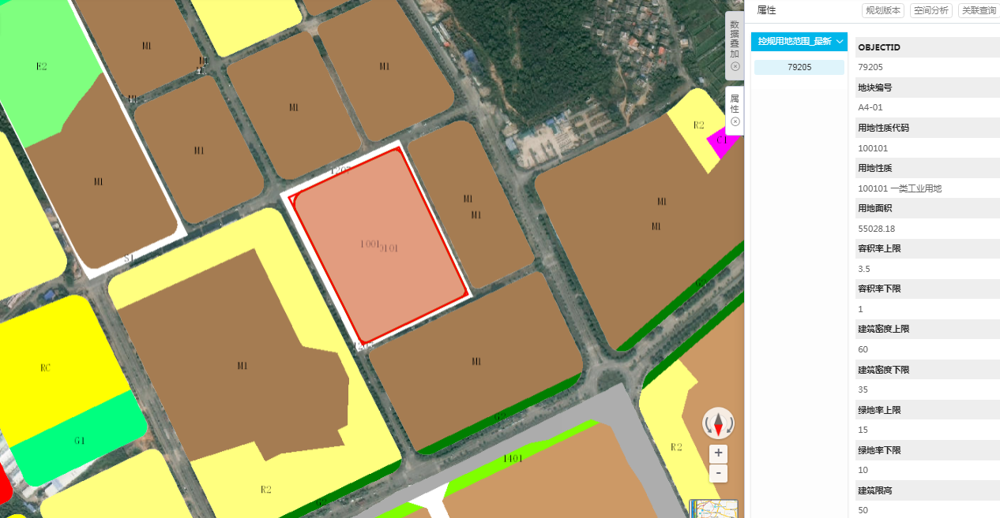 属性
规划版本
空间分析
关联查询
数据叠加
属性
控规用地范围_最新
79205
OBJECTID
79205
地块编号
A4-01
用地性质代码
100101
用地性质
100101 一类工业用地
用地面积
55028.18
容积率上限
3.5
容积率下限
1
建筑密度上限
60
建筑密度下限
35
绿地率上限
15
绿地率下限
10
建筑限高
50
M1
E2
M1
M1
M1
M1
M1
R2
C1
M1
1207
M1
M1
M1
M1
S1
G2
RC
M1
M1
G1
G2
1401
R2
R2
G2
+
-